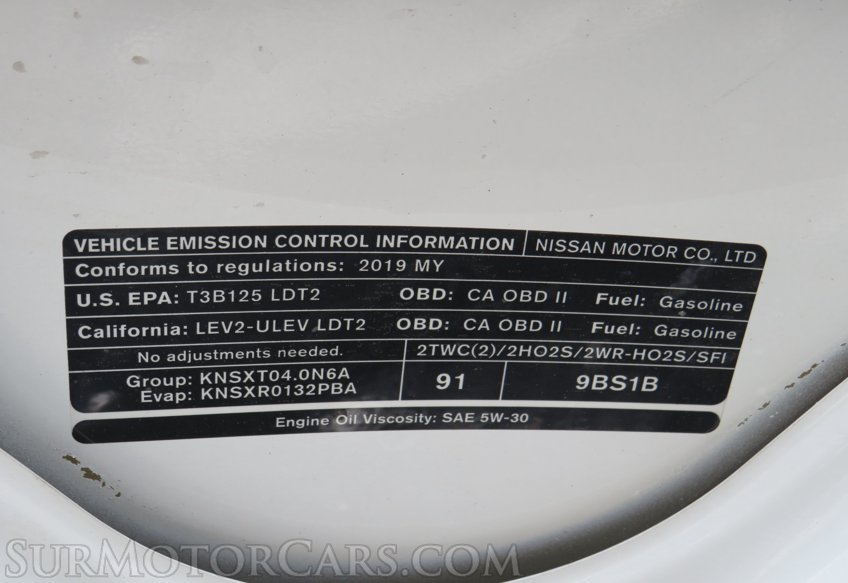 VEHICLE EMISSION CONTROL INFORMATION NISSAN MOTOR CO., LTD
Conforms to regulations: 2019 MY
U.S. EPA: T3B125 LDT2 OBD: CA OBD II Fuel: Gasoline
California: LEV2-ULEV LDT2 OBD: CA OBD II Fuel: Gasoline
No adjustments needed. 2TWC(2)/2HO2S/2WR-HO2S/SFI
Group: KNSXT04.0N6A 91 9BS1B
Evap: KNSXR0132PBA
Engine Oil Viscosity: SAE 5W-30
SurMotorCars.com